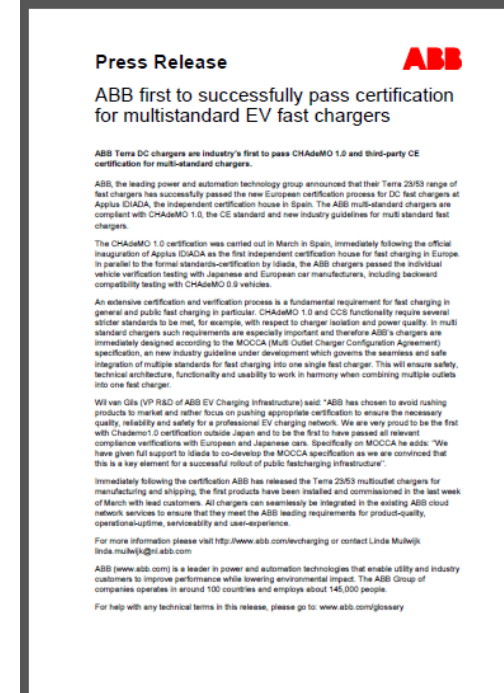 Press Release
ABB
ABB first to successfully pass certification
for multistandard EV fast chargers
ABB Terra DC chargers are industry's first to pass CHAdeMO 1.0 and third-party CE
certification for multi-standard chargers.
ABB, the leading power and automation technology group announced that their Terra 23/53 range of
fast chargers has successfully passed the new European certification process for DC fast chargers at
Applus IDIADA, the independent certification house in Spain. The ABB multi-standard chargers are
compliant with CHAdeMO 1.0, the CE standard and new industry guidelines for multi standard fast
chargers.
The CHAdeMO 1.0 certification was carried out in March in Spain, immediately following the official
inauguration of Applus IDIADA as the first independent certification house for fast charging in Europe.
In parallel to the formal standards-certification by Idiada, the ABB chargers passed the individual
vehicle verification testing with Japanese and European car manufacturers, including backward
compatibility testing with CHAdeMO 0.9 vehicles.
An extensive certification and verification process is a fundamental requirement for fast charging in
general and public fast charging in particular. CHAdeMO 1.0 and CCS functionality require several
stricter standards to be met, for example, with respect to charger isolation and power quality. In multi
standard chargers such requirements are especially important and therefore ABB's chargers are
immediately designed according to the MOCCA (Multi Outlet Charger Configuration Agreement)
specification, an new industry guideline under development which governs the seamless and safe
integration of multiple standards for fast charging into one single fast charger. This will ensure safety,
technical architecture, functionality and usability to work in harmony when combining multiple outlets
into one fast charger.
Wil van Gils (VP R&D of ABB EV Charging Infrastructure) said: "ABB has chosen to avoid rushing
products to market and rather focus on pushing appropriate certification to ensure the necessary
quality, reliability and safety for a professional EV charging network. We are very proud to be the first
with Chademo1.0 certification outside Japan and to be the first to have passed all relevant
compliance verifications with European and Japanese cars. Specifically on MOCCA he adds: "We
have given full support to Idiada to co-develop the MOCCA specification as we are convinced that
this is a key element for a successful rollout of public fastcharging infrastructure".
Immediately following the certification ABB has released the Terra 23/53 multioutlet chargers for
manufacturing and shipping, the first products have been installed and commissioned in the last week
of March with lead customers. All chargers can seamlessly be integrated in the existing ABB cloud
network services to ensure that they meet the ABB leading requirements for product-quality,
operational-uptime, serviceability and user-experience.
For more information please visit http://www.abb.com/evcharging or contact Linda Muilwijk
linda.muilwijk@nl.abb.com
ABB (www.abb.com) is a leader in power and automation technologies that enable utility and industry
customers to improve performance while lowering environmental impact. The ABB Group of
companies operates in around 100 countries and employs about 145,000 people.
For help with any technical terms in this release, please go to: www.abb.com/glossary